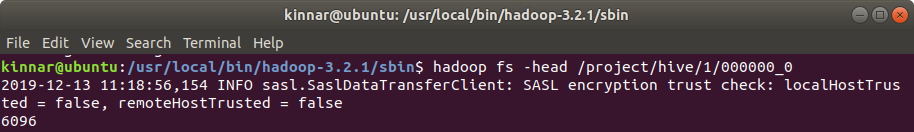 kinnar@ubuntu: /usr/local/bin/hadoop-3.2.1/sbin
File Edit View Search Terminal Help
kinnar@ubuntu:/usr/local/bin/hadoop-3.2.1/sbin$ hadoop fs -head /project/hive/1/000000_0
2019-12-13 11:18:56,154 INFO sasl.SaslDataTransferClient: SASL encryption trust check: localHostTrus
ted = false, remoteHostTrusted = false
6096